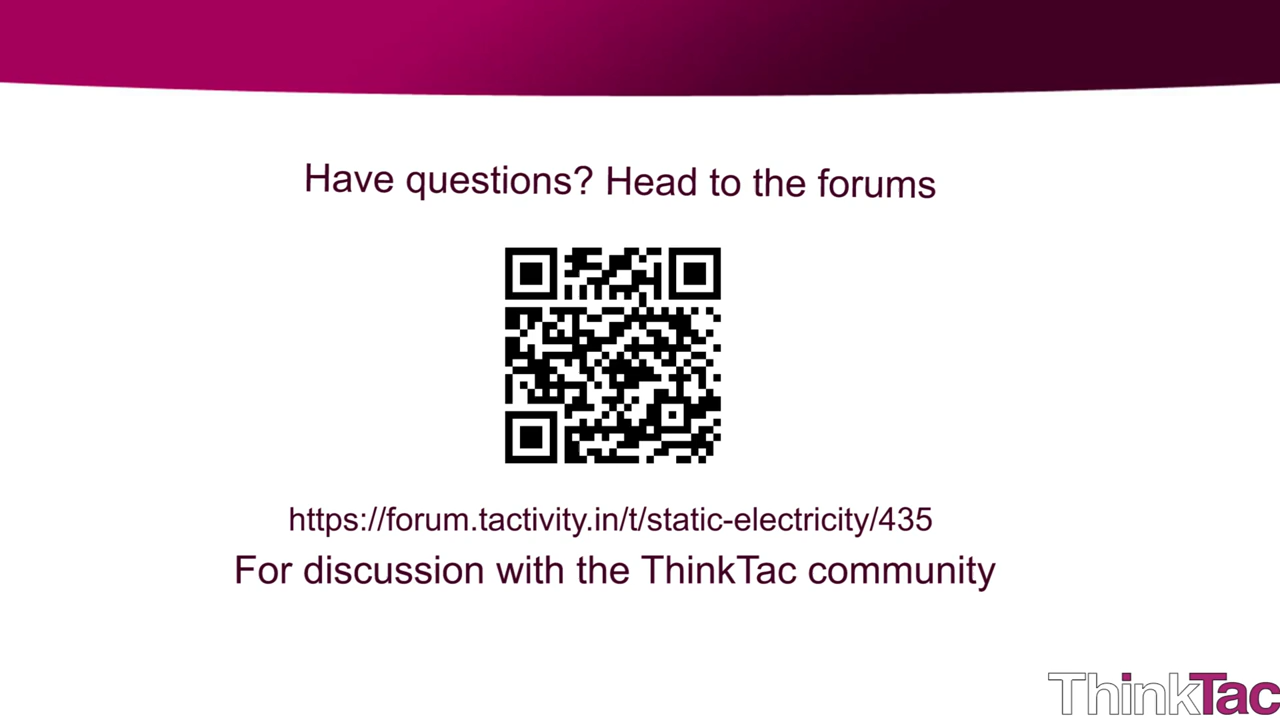 Have questions? Head to the forums
https://forum.tactivity.in/t/static-electricity/435
For discussion with the ThinkTac community
ThinkTac